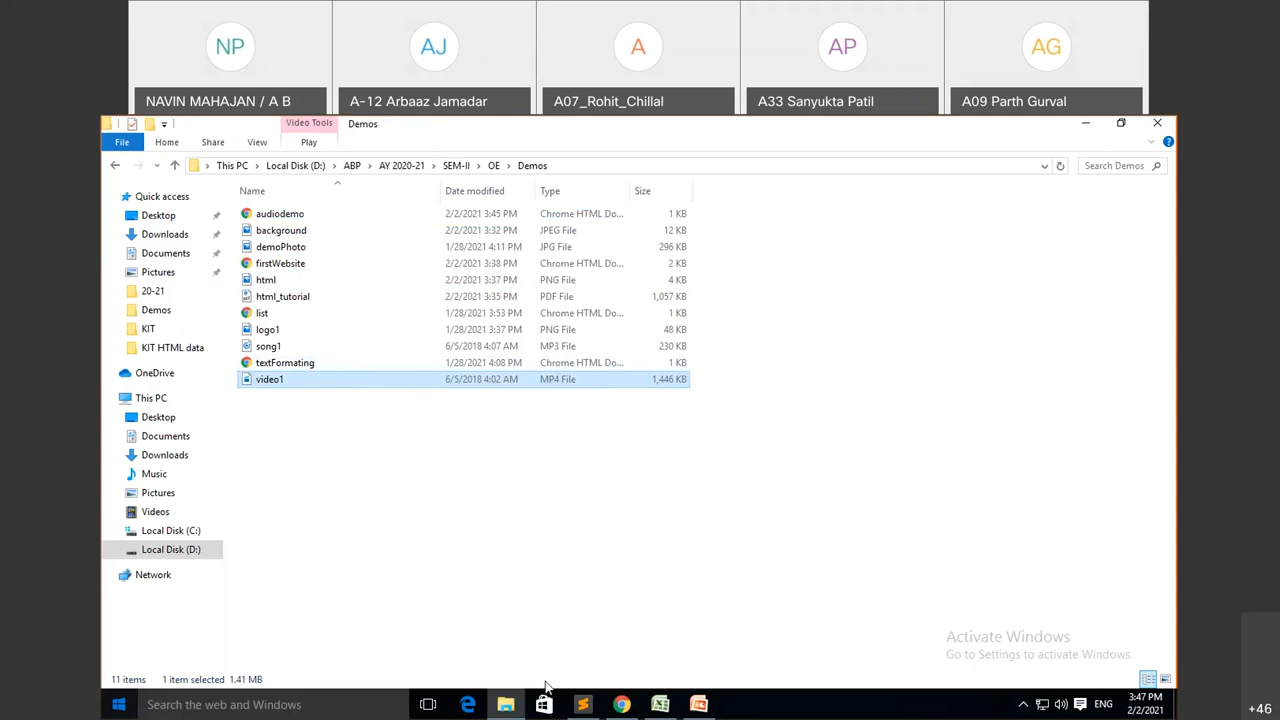 NP
AJ
A
AP
AG
NAVIN MAHAJAN / A B
A-12 Arbaaz Jamadar
A07_Rohit_Chillal
A33 Sanyukta Patil
A09 Parth Gurval
Video Tools
Demos
File
Home
Share
View
Play
This PC
Local Disk (D:)
ABP
AY 2020-21
SEM-II
OE
Demos
Search Demos
Name
Date modified
Type
Size
Quick access
Desktop
Downloads
Documents
Pictures
20-21
Demos
KIT
KIT HTML data
OneDrive
This PC
Desktop
Documents
Downloads
Music
Pictures
Videos
Local Disk (C:)
Local Disk (D:)
Network
audiodemo 2/2/2021 3:45 PM Chrome HTML Do... 1 KB
background 2/2/2021 3:32 PM JPEG File 12 KB
demoPhoto 1/28/2021 4:11 PM JPG File 296 KB
firstWebsite 2/2/2021 3:38 PM Chrome HTML Do... 2 KB
html 2/2/2021 3:37 PM PNG File 4 KB
html_tutorial 2/2/2021 3:35 PM PDF File 1,057 KB
list 1/28/2021 3:53 PM Chrome HTML Do... 1 KB
logo1 1/28/2021 3:37 PM PNG File 48 KB
song1 6/5/2018 4:07 AM MP3 File 230 KB
textFormating 1/28/2021 4:08 PM Chrome HTML Do... 1 KB
video1 6/5/2018 4:02 AM MP4 File 1,446 KB
Activate Windows
Go to Settings to activate Windows.
11 items 1 item selected 1.41 MB
Search the web and Windows
ENG
3:47 PM
2/2/2021
+46